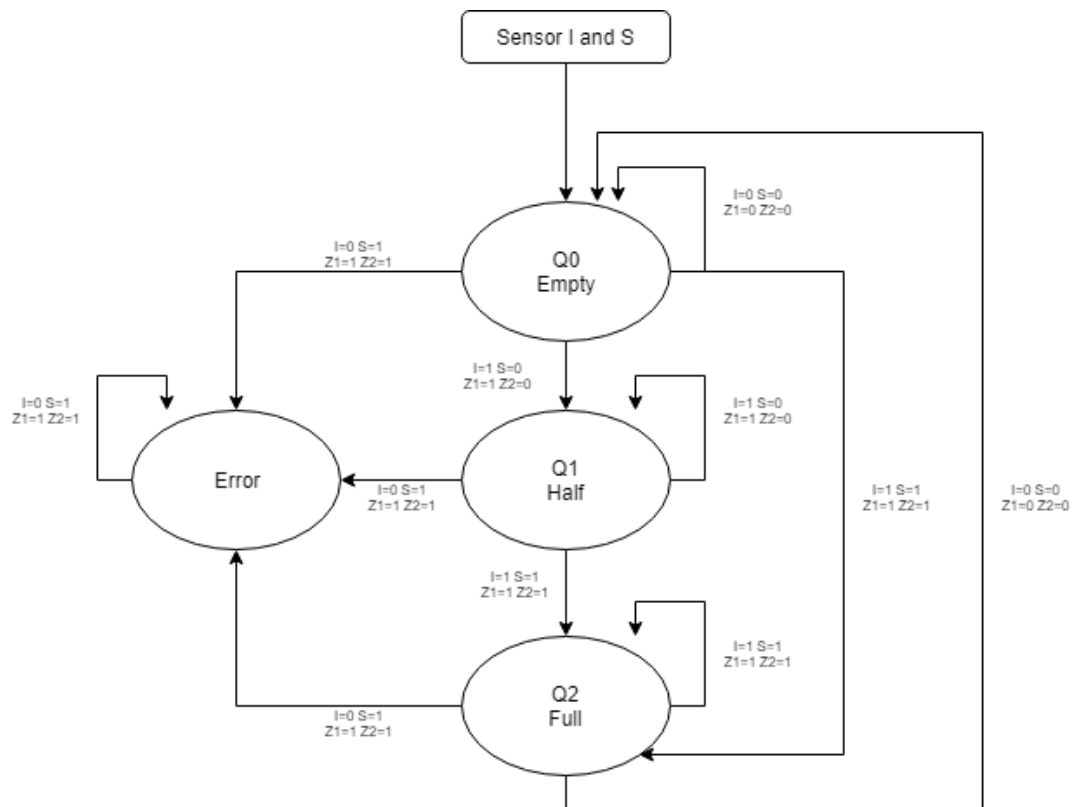 Sensor I and S
I=0 S=0
Z1=0 Z2=0
I=0 S=1
Z1=1 Z2=1
Q0
Empty
I=1 S=0
Z1=1 Z2=0
I=0 S=1
Z1=1 Z2=1
I=1 S=0
Z1=1 Z2=0
Error
Q1
Half
I=0 S=1
Z1=1 Z2=1
I=1 S=1
Z1=1 Z2=1
I=0 S=0
Z1=0 Z2=0
I=1 S=1
Z1=1 Z2=1
I=1 S=1
Z1=1 Z2=1
Q2
Full
I=0 S=1
Z1=1 Z2=1